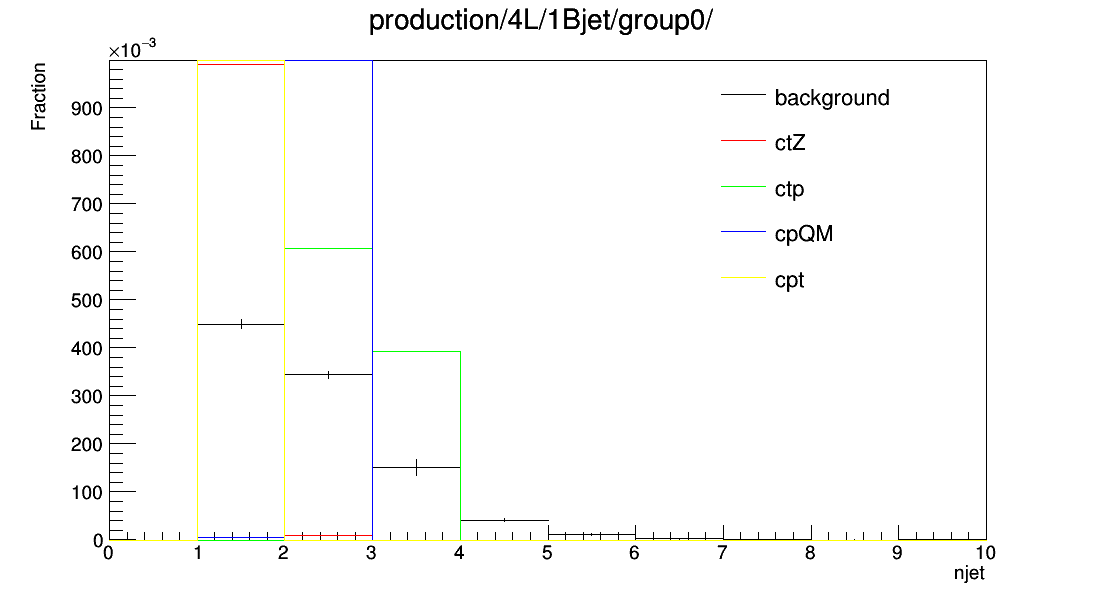 production/4L/1Bjet/group0/
×10−3
Fraction
900
800
700
600
500
400
300
200
100
0
0 1 2 3 4 5 6 7 8 9 10
njet
background
ctZ
ctp
cpQM
cpt